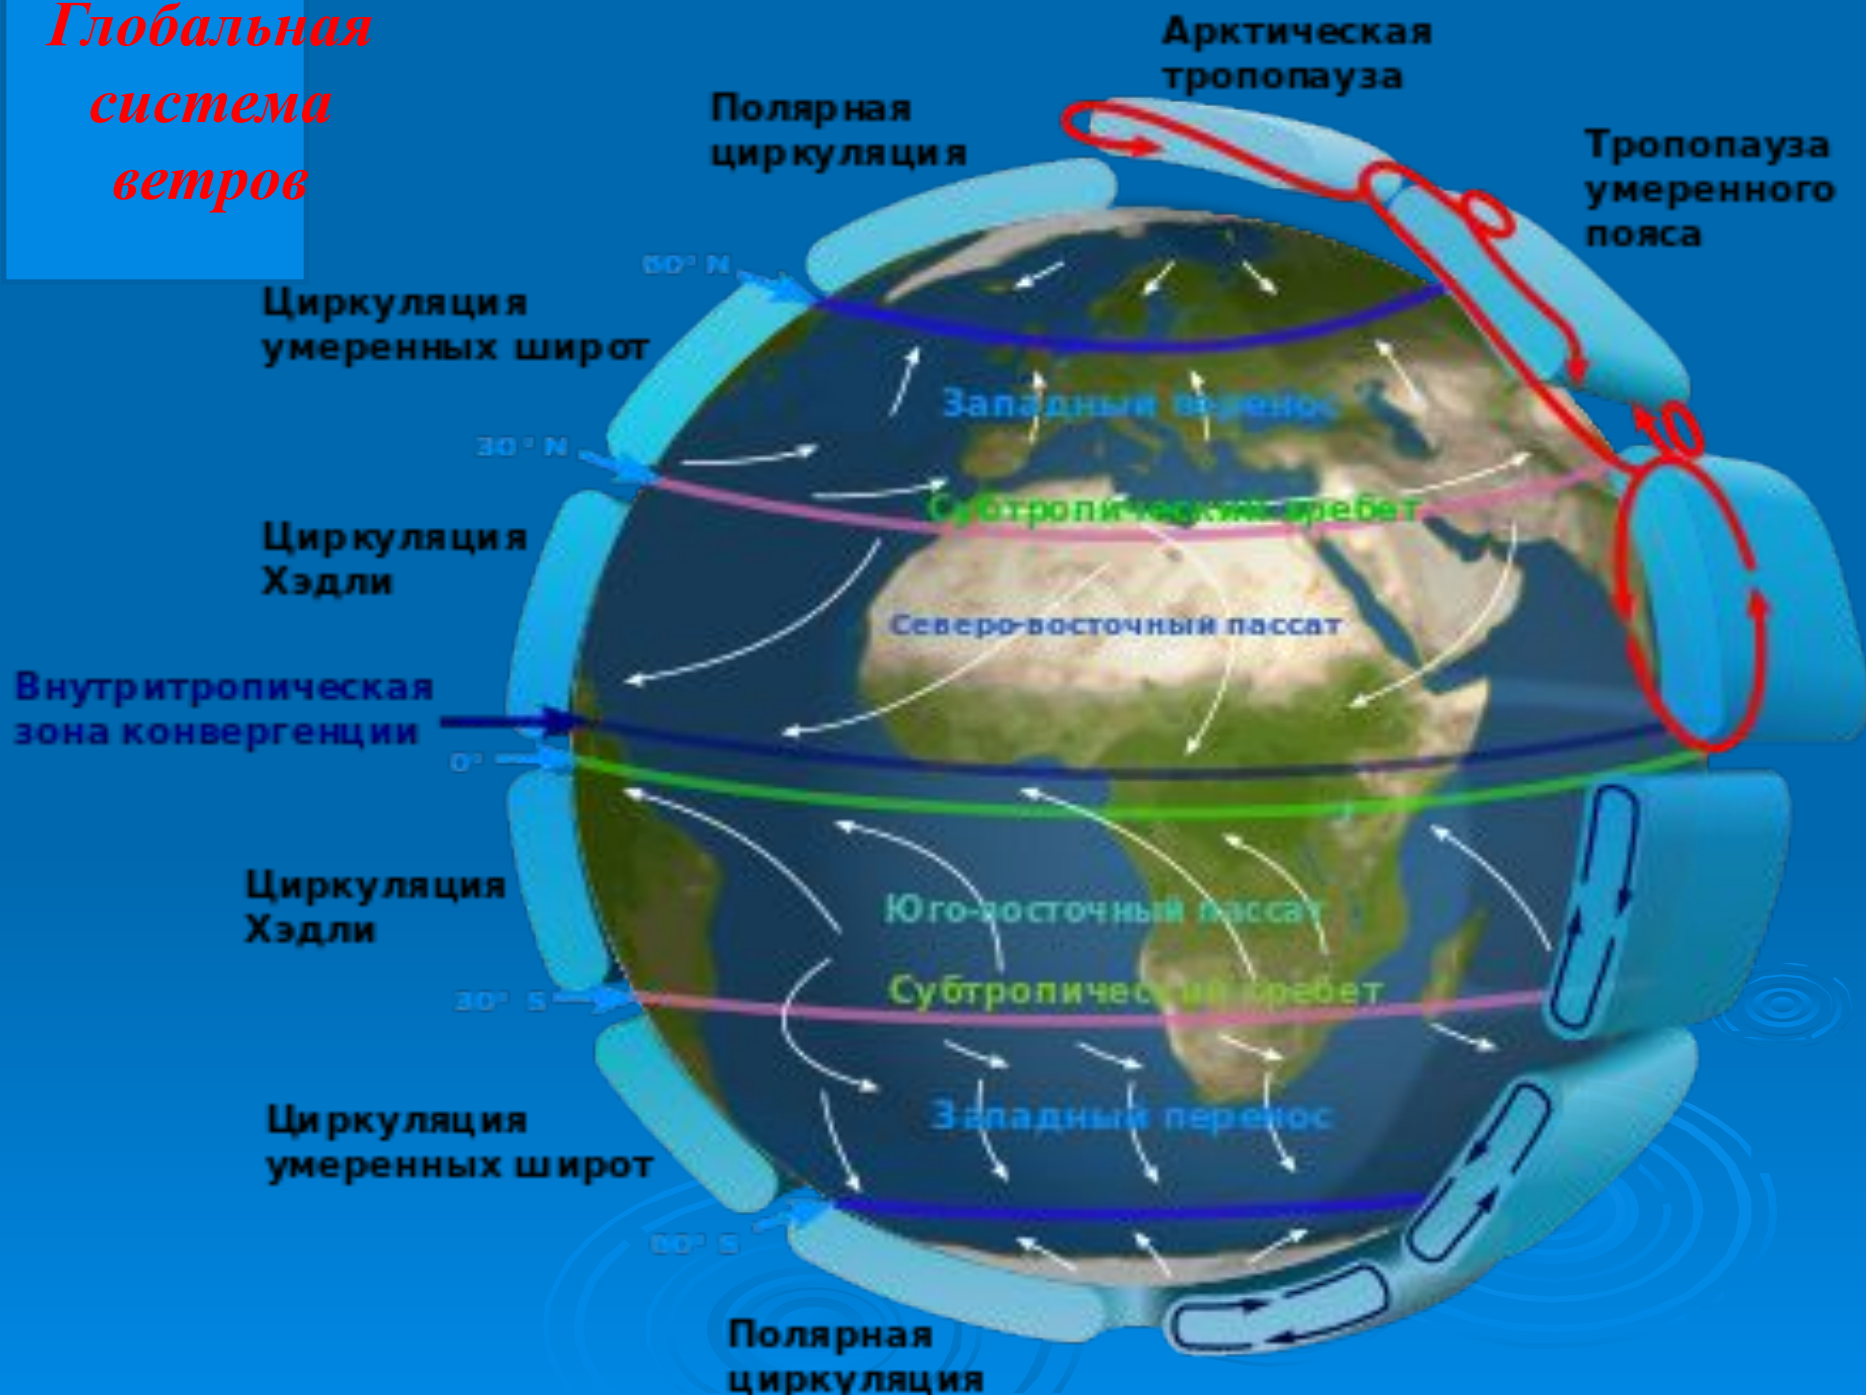 Глобальная
система
ветров
Арктическая
тропопауза
Полярная
циркуляция
Тропопауза
умеренного
пояса
60° N
Циркуляция
умеренных широт
Западный перенос
30° N
Субтропический хребет
Циркуляция
Хэдли
Северо-восточный пассат
Внутритропическая
зона конвергенции
0°
Циркуляция
Хэдли
Юго-восточный пассат
Субтропический хребет
30° S
Циркуляция
умеренных широт
Западный перенос
60° S
Полярная
циркуляция